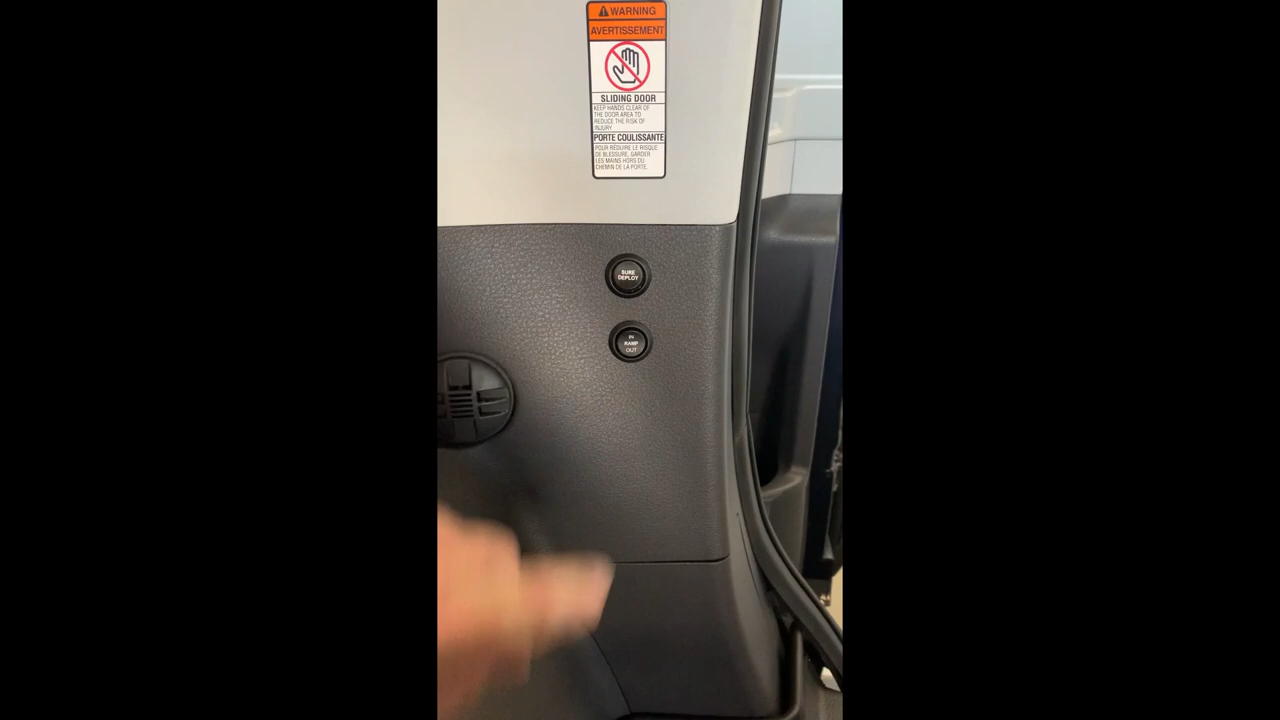 WARNING
AVERTISSEMENT
SLIDING DOOR
KEEP HANDS CLEAR OF
THE DOOR AREA TO
REDUCE THE RISK OF
INJURY
PORTE COULISSANTE
POUR RÉDUIRE LE RISQUE
DE BLESSURE, GARDER
LES MAINS HORS DU
CHEMIN DE LA PORTE.
SURE
DEPLOY
IN
RAMP
OUT